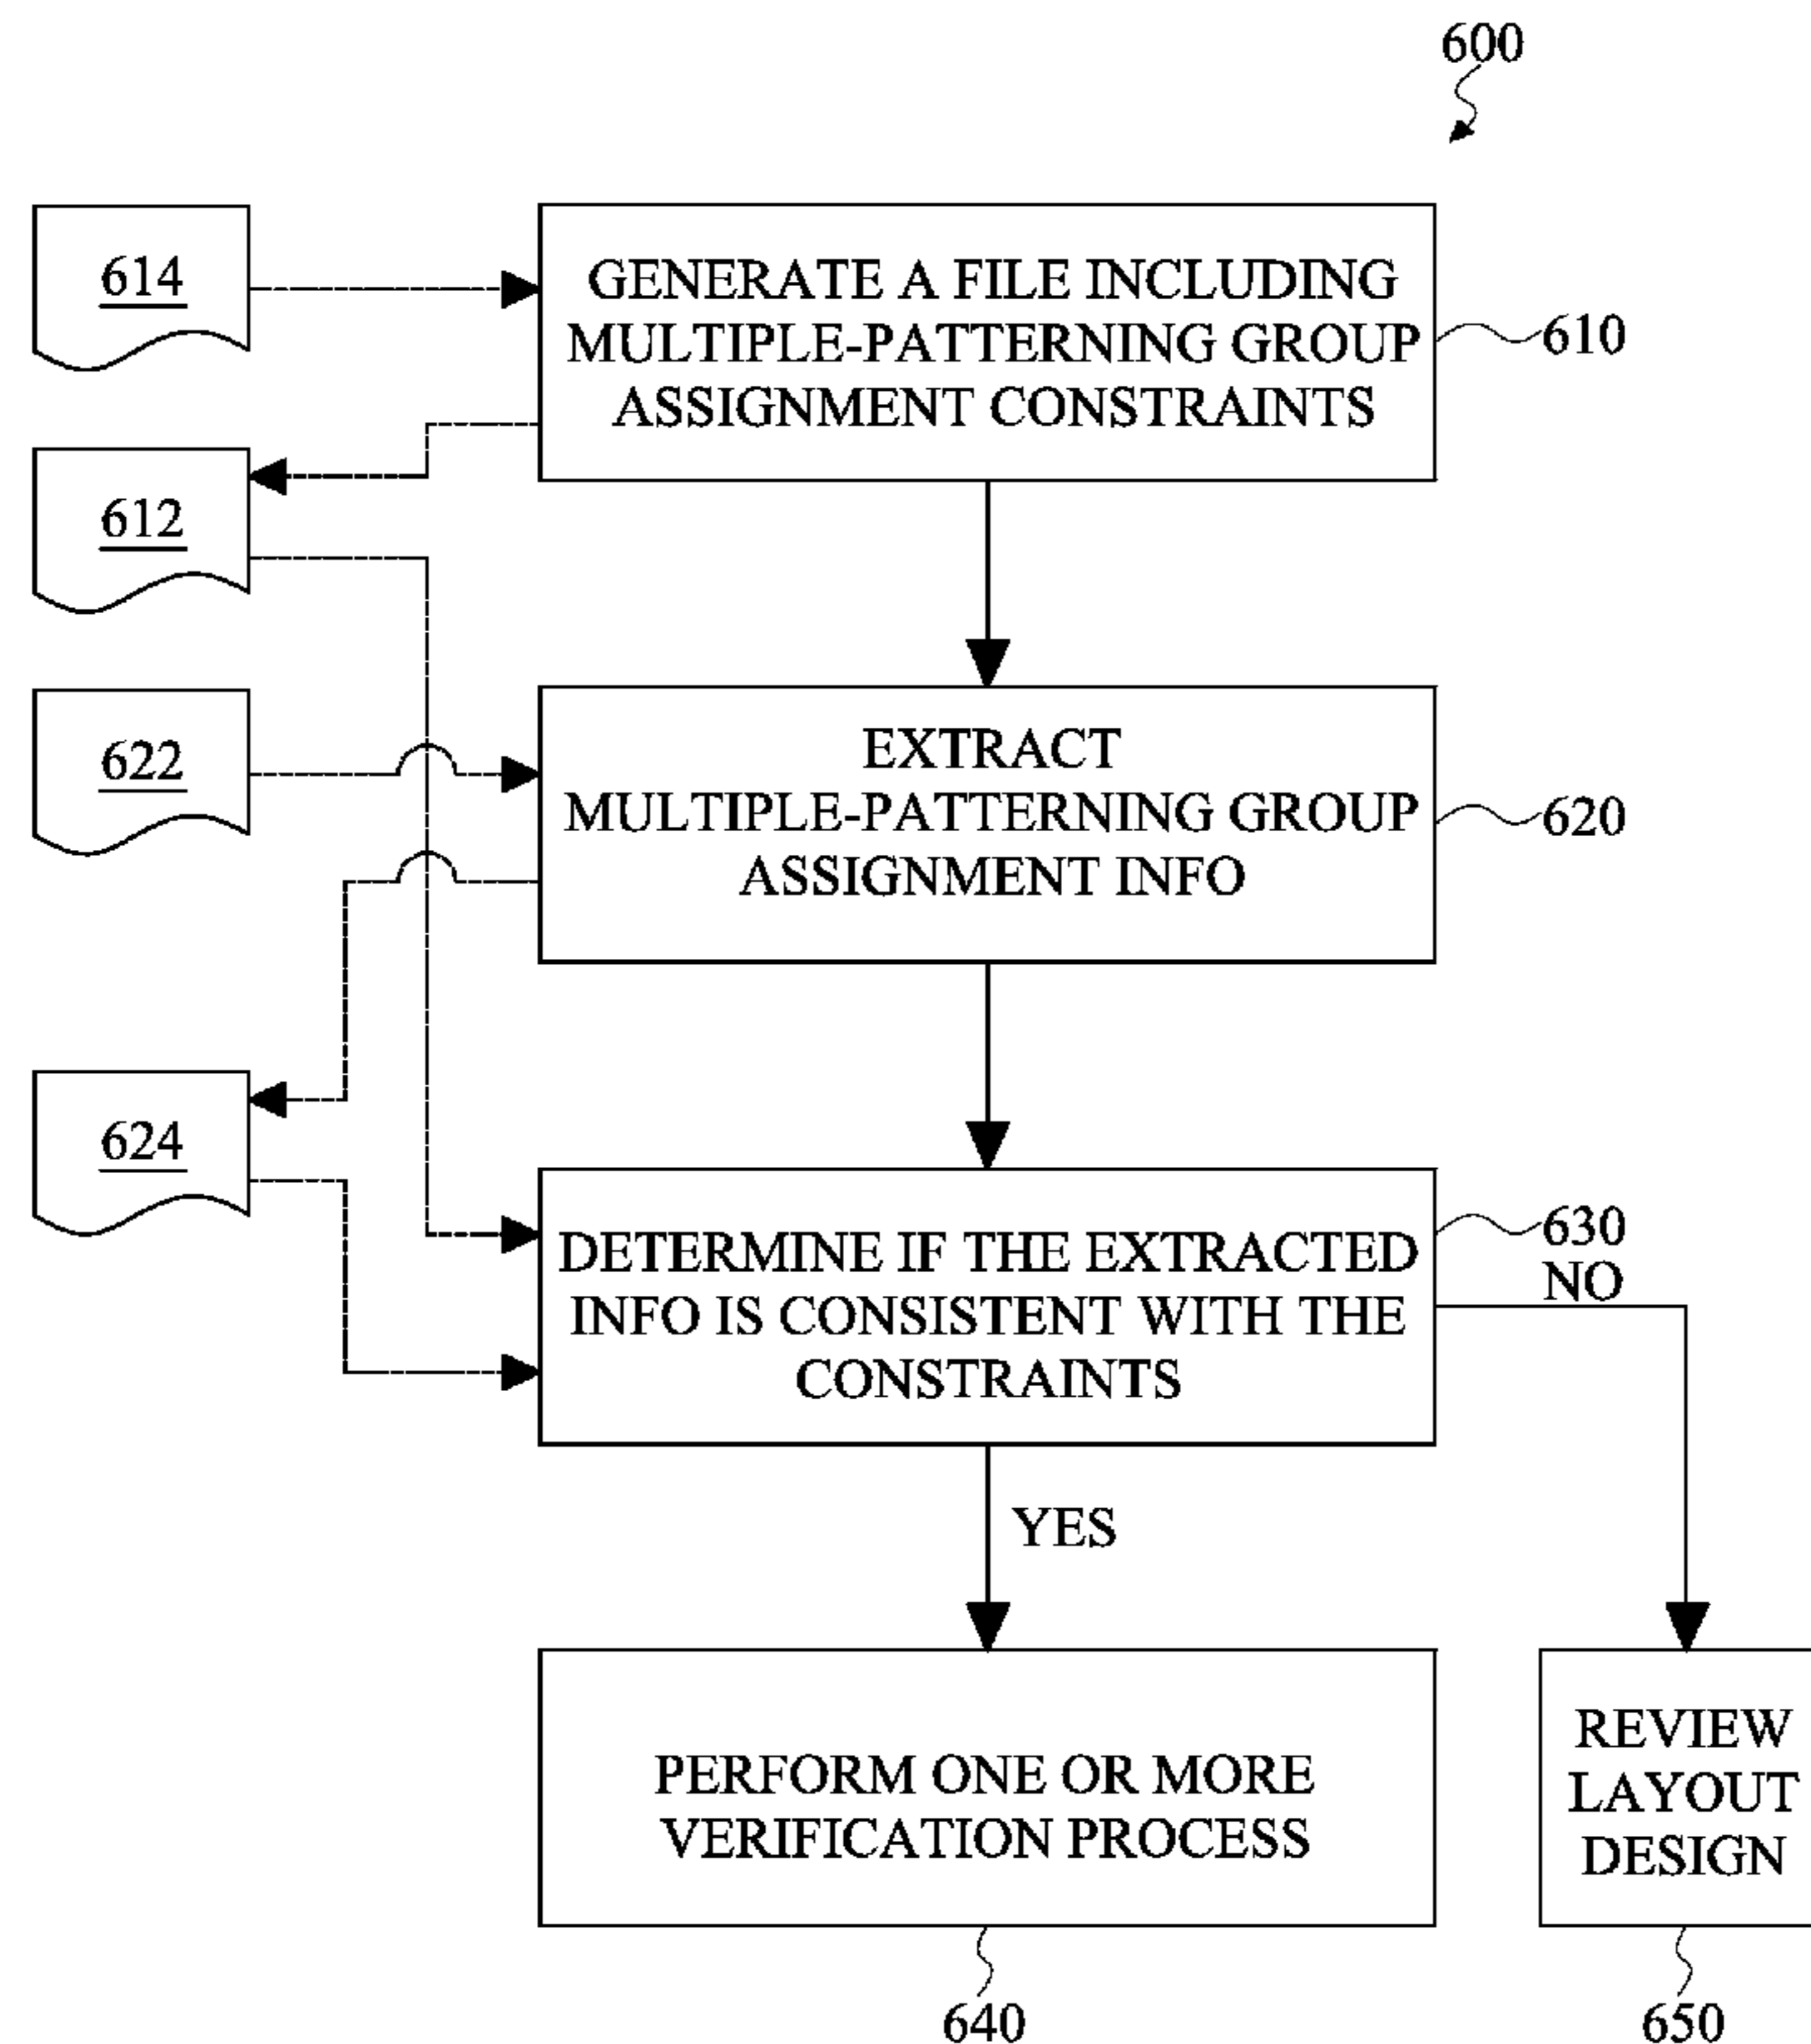 600
614
GENERATE A FILE INCLUDING
MULTIPLE-PATTERNING GROUP
ASSIGNMENT CONSTRAINTS
610
612
622
EXTRACT
MULTIPLE-PATTERNING GROUP
ASSIGNMENT INFO
620
624
DETERMINE IF THE EXTRACTED
INFO IS CONSISTENT WITH THE
CONSTRAINTS
630
NO
YES
PERFORM ONE OR MORE
VERIFICATION PROCESS
REVIEW
LAYOUT
DESIGN
640
650